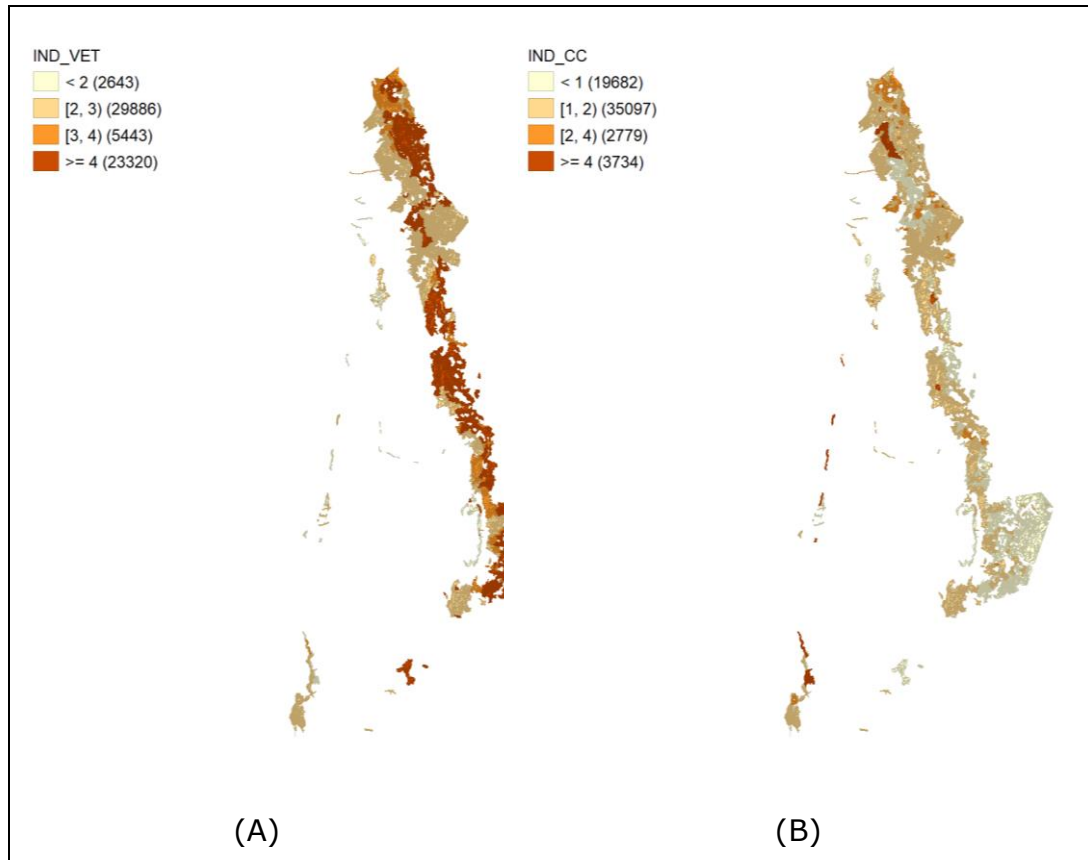 IND_VET
< 2 (2643)
[2, 3) (29886)
[3, 4) (5443)
>= 4 (23320)
IND_CC
< 1 (19682)
[1, 2) (35097)
[2, 4) (2779)
>= 4 (3734)
(A)
(B)